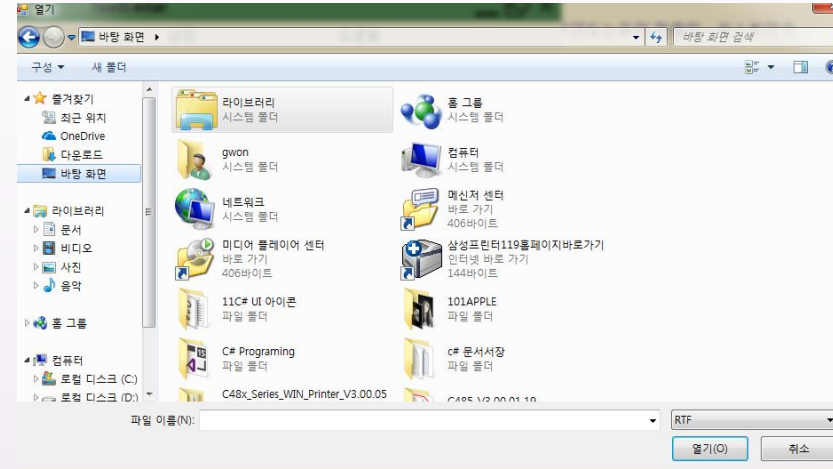 열기
바탕 화면
바탕 화면 검색
구성
새 폴더
즐겨찾기
최근 위치
OneDrive
다운로드
바탕 화면
라이브러리
문서
비디오
사진
음악
홈 그룹
컴퓨터
로컬 디스크 (C:)
로컬 디스크 (D:)
라이브러리
시스템 폴더
홈 그룹
시스템 폴더
gwon
시스템 폴더
컴퓨터
시스템 폴더
네트워크
시스템 폴더
메신저 센터
바로 가기
406바이트
미디어 플레이어 센터
바로 가기
406바이트
삼성프린터119홈페이지바로가기
인터넷 바로 가기
144바이트
11C# UI 아이콘
파일 폴더
101APPLE
파일 폴더
C# Programing
파일 폴더
c# 문서서장
파일 폴더
C48x_Series_WIN_Printer_V3.00.05
C485_V3.00.01.19
파일 이름(N):
RTF
열기(O)
취소